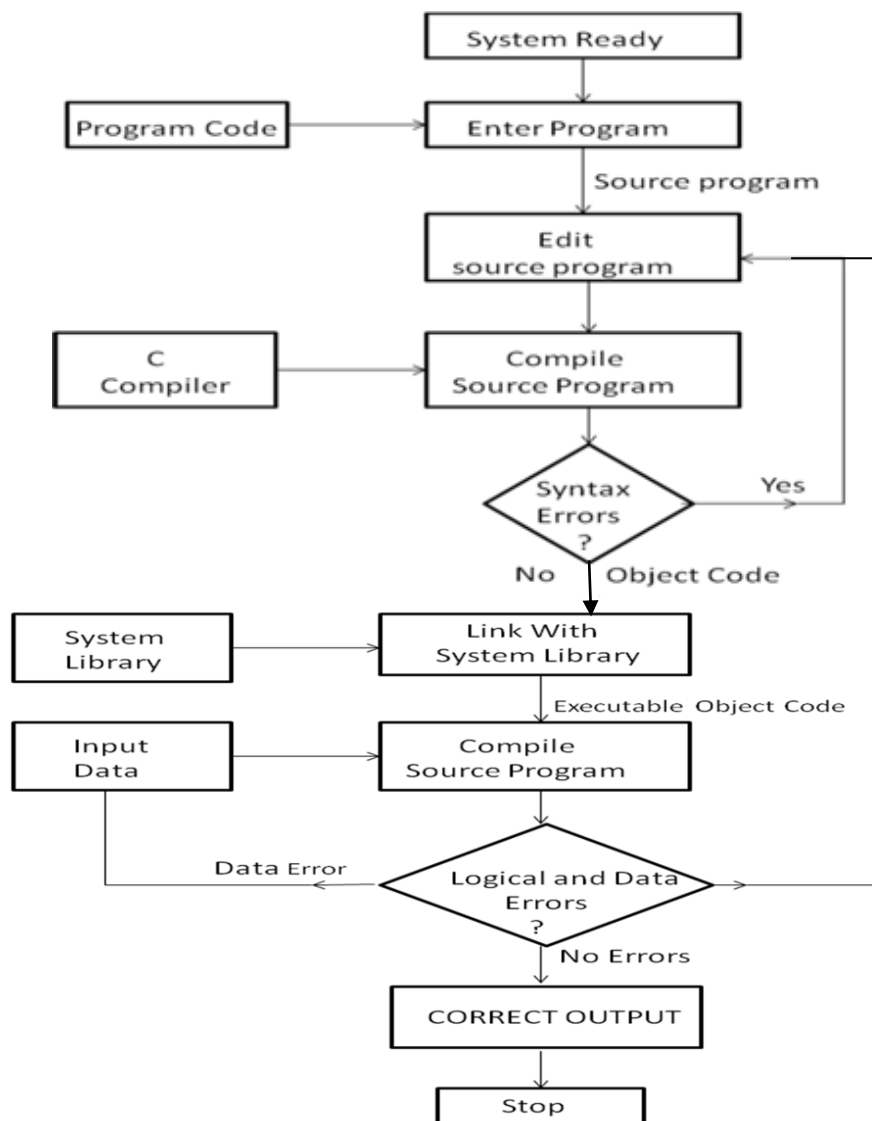 System Ready
Program Code
Enter Program
Source program
Edit
source program
C
Compiler
Compile
Source Program
Syntax
Errors
?
Yes
No
Object Code
System
Library
Link With
System Library
Executable Object Code
Input
Data
Compile
Source Program
Data Error
Logical and Data
Errors
?
No Errors
CORRECT OUTPUT
Stop